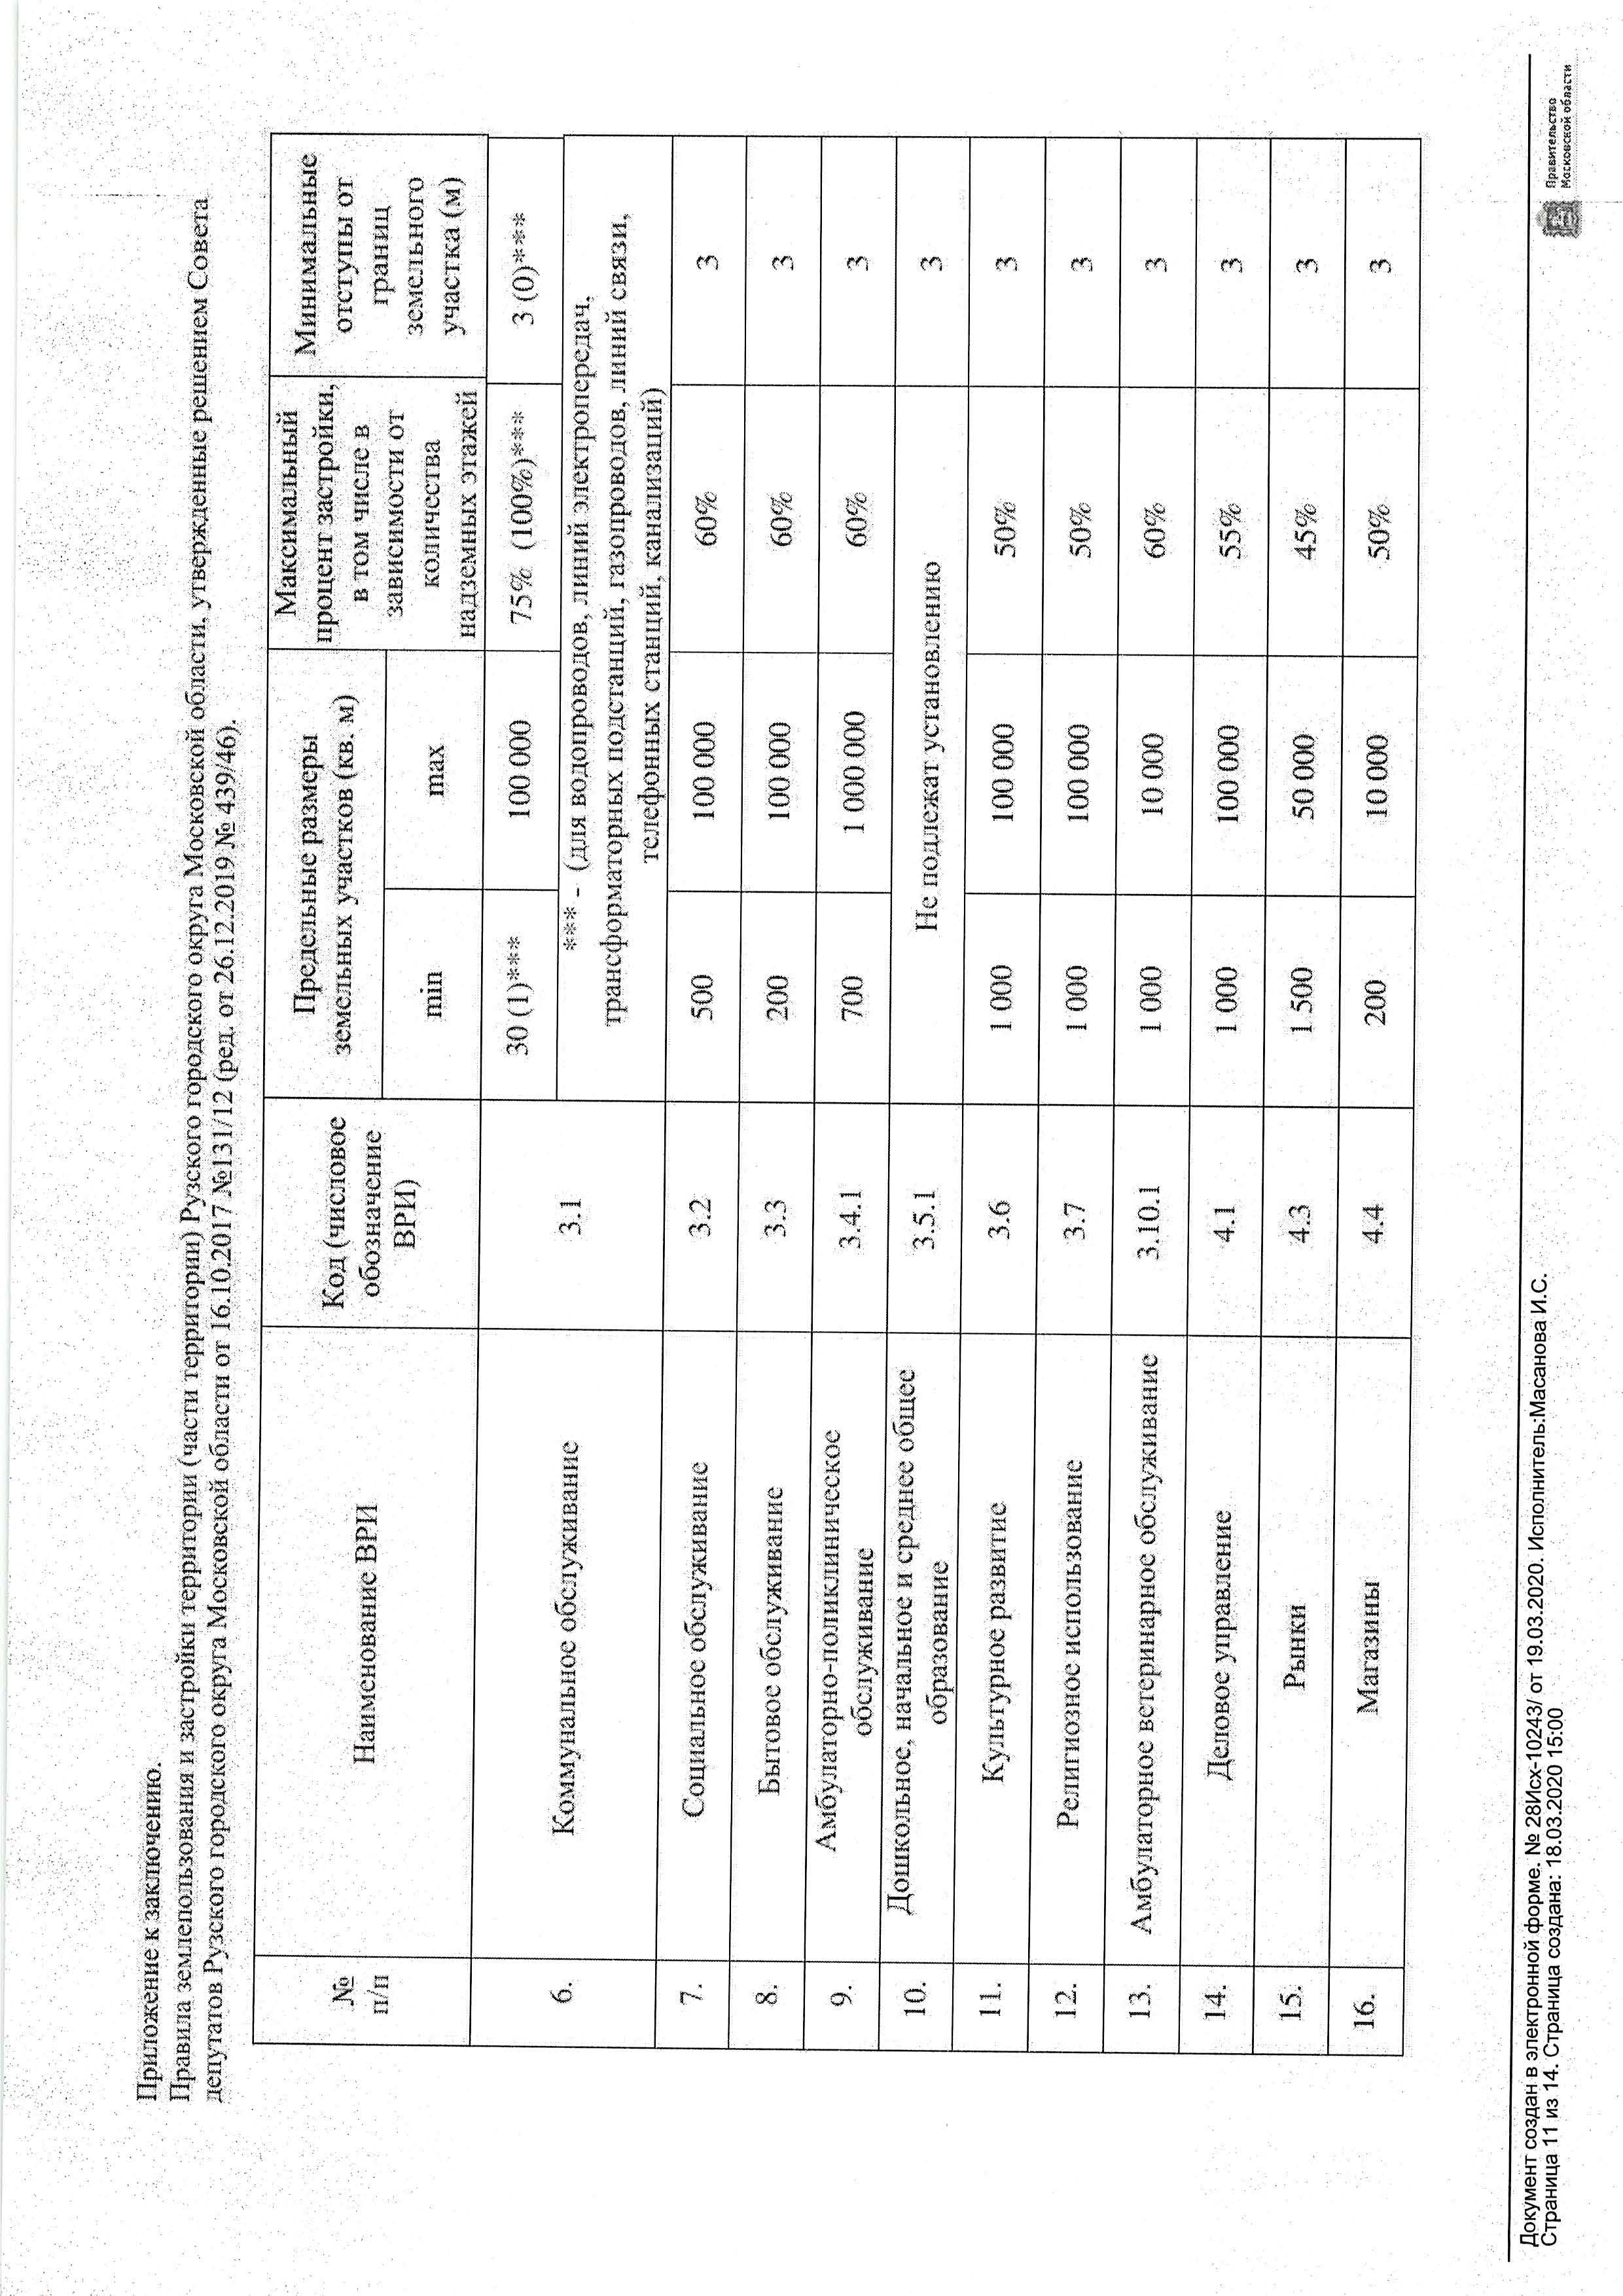 Приложение к заключению.
Правила землепользования и застройки территории (части территории) Рузского городского округа Московской области, утвержденные решением Совета
депутатов Рузского городского округа Московской области от 16.10.2017 №131/12 (ред. от 26.12.2019 № 439/46).
№
п/п
Наименование ВРИ
Код (числовое
обозначение
ВРИ)
Предельные размеры
земельных участков (кв. м)
min
max
Максимальный
процент застройки,
в том числе в
зависимости от
количества
надземных этажей
Минимальные
отступы от
границ
земельного
участка (м)
6. Коммунальное обслуживание 3.1 30 (1)*** 100 000 75% (100%)*** 3 (0)***
*** - (для водопроводов, линий электропередач,
трансформаторных подстанций, газопроводов, линий связи,
телефонных станций, канализаций)
7. Социальное обслуживание 3.2 500 100 000 60% 3
8. Бытовое обслуживание 3.3 200 100 000 60% 3
9. Амбулаторно-поликлиническое
обслуживание 3.4.1 700 1 000 000 60% 3
10. Дошкольное, начальное и среднее общее
образование 3.5.1 Не подлежат установлению 3
11. Культурное развитие 3.6 1 000 100 000 50% 3
12. Религиозное использование 3.7 1 000 100 000 50% 3
13. Амбулаторное ветеринарное обслуживание 3.10.1 1 000 10 000 60% 3
14. Деловое управление 4.1 1 000 100 000 55% 3
15. Рынки 4.3 1 500 50 000 45% 3
16. Магазины 4.4 200 10 000 50% 3
Документ создан в электронной форме. № 28Исх-10243/ от 19.03.2020. Исполнитель:Масанова И.С.
Страница 11 из 14. Страница создана: 18.03.2020 15:00
Правительство
Московской области